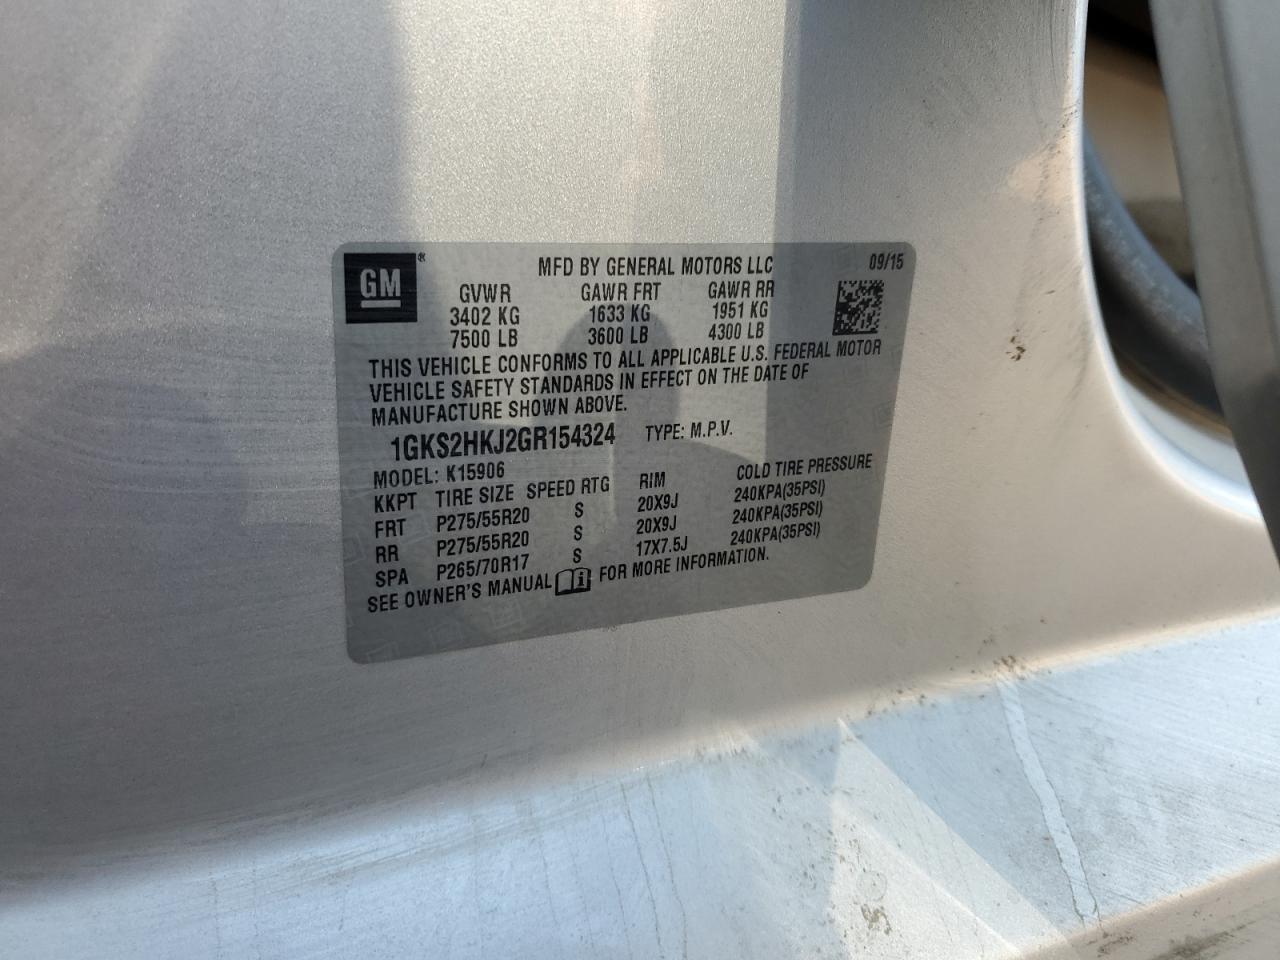 GM®
MFD BY GENERAL MOTORS LLC 09/15
GVWR GAWR FRT GAWR RR
3402 KG 1633 KG 1951 KG
7500 LB 3600 LB 4300 LB
THIS VEHICLE CONFORMS TO ALL APPLICABLE U.S. FEDERAL MOTOR
VEHICLE SAFETY STANDARDS IN EFFECT ON THE DATE OF
MANUFACTURE SHOWN ABOVE.
1GKS2HKJ2GR154324 TYPE: M.P.V.
MODEL: K15906
KKPT TIRE SIZE SPEED RTG RIM COLD TIRE PRESSURE
FRT P275/55R20 S 20X9J 240KPA(35PSI)
RR P275/55R20 S 20X9J 240KPA(35PSI)
SPA P265/70R17 S 17X7.5J 240KPA(35PSI)
SEE OWNER'S MANUAL i FOR MORE INFORMATION.